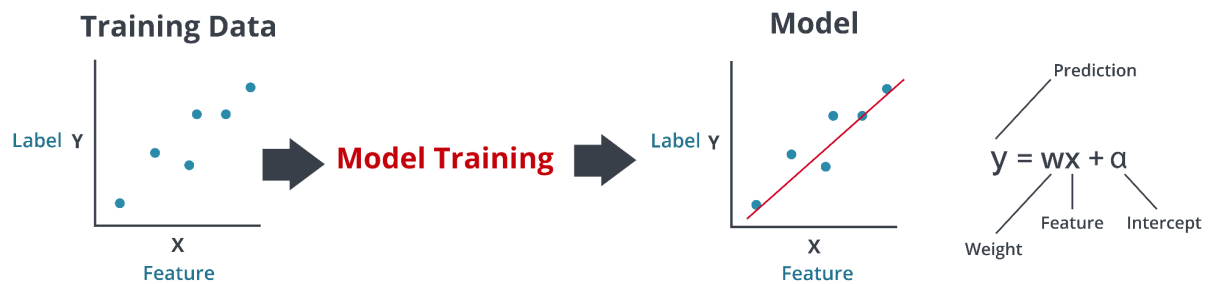 Training Data
Label Y
X
Feature
Model Training
Model
Label Y
X
Feature
Prediction
y = wx + α
Weight
Feature
Intercept